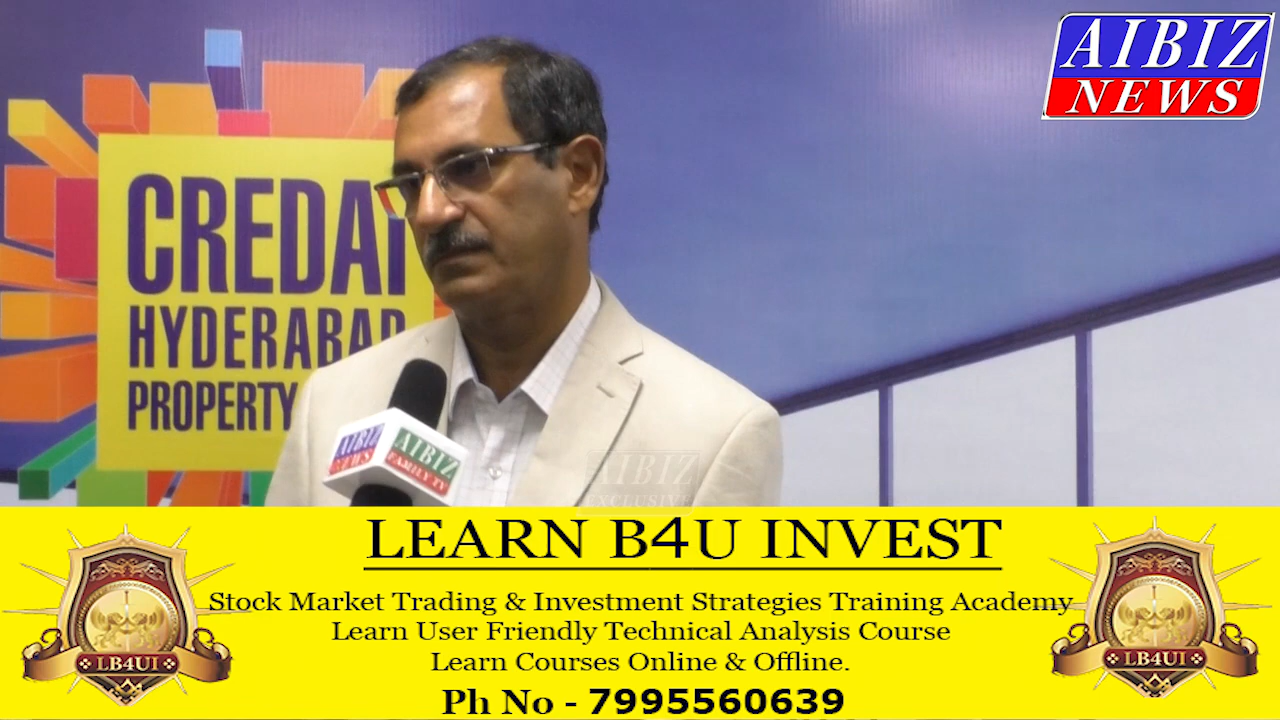 AIBIZ
NEWS
CREDAI
HYDERABAD
PROPERTY
AIBIZ
NEWS
AIBIZ
FAMILY TV
AIBIZ
EXCLUSIVE
LEARN B4U INVEST
Stock Market Trading & Investment Strategies Training Academy
Learn User Friendly Technical Analysis Course
Learn Courses Online & Offline.
Ph No - 7995560639
LB4UI
LB4UI